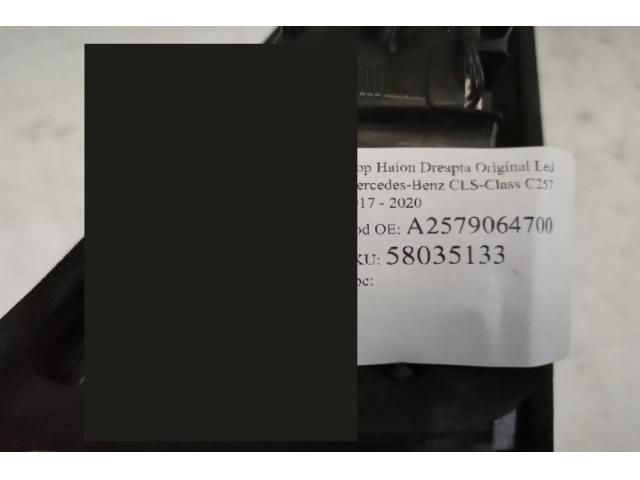 op Haion Dreapta Original Led
ercedes-Benz CLS-Class C257
017 - 2020
od OE: A2579064700
KU: 58035133
oc: